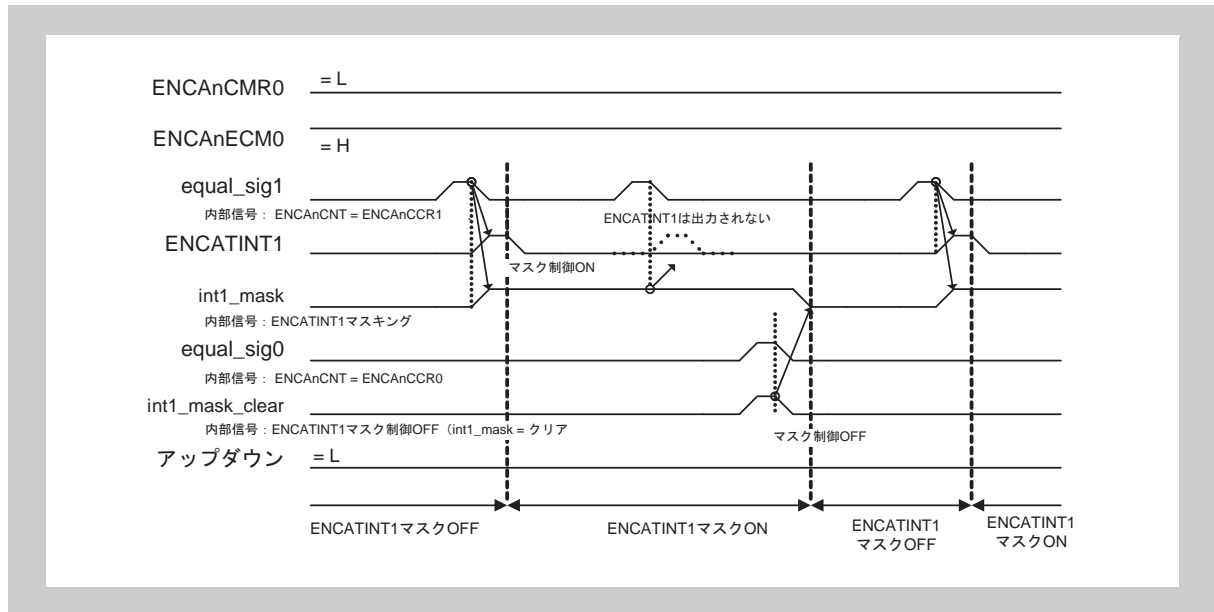 ENCAnCMR0
= L
ENCAnECM0
= H
equal_sig1
内部信号： ENCAnCNT = ENCAnCCR1
ENCATINT1は出力されない
ENCATINT1
マスク制御ON
int1_mask
内部信号：ENCATINT1マスキング
equal_sig0
内部信号： ENCAnCNT = ENCAnCCR0
int1_mask_clear
内部信号：ENCATINT1マスク制御OFF（int1_mask = クリア
マスク制御OFF
アップダウン
= L
ENCATINT1マスクOFF
ENCATINT1マスクON
ENCATINT1
マスクOFF
ENCATINT1
マスクON